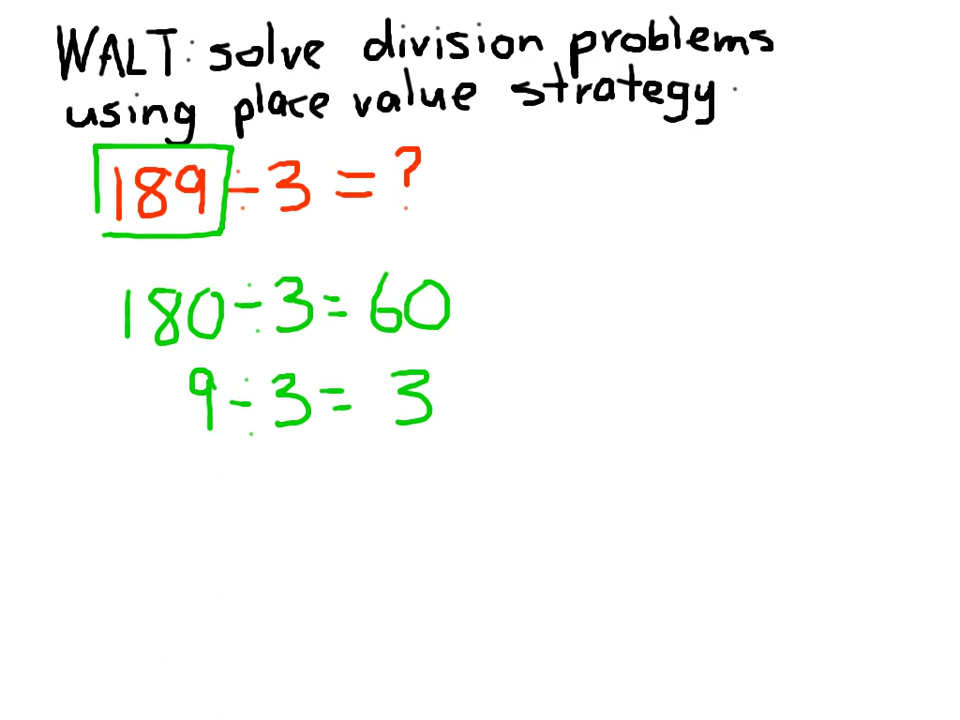 WALT: solve division problems
using place value strategy.
189 ÷ 3 = ?
180 ÷ 3 = 60
9 ÷ 3 = 3